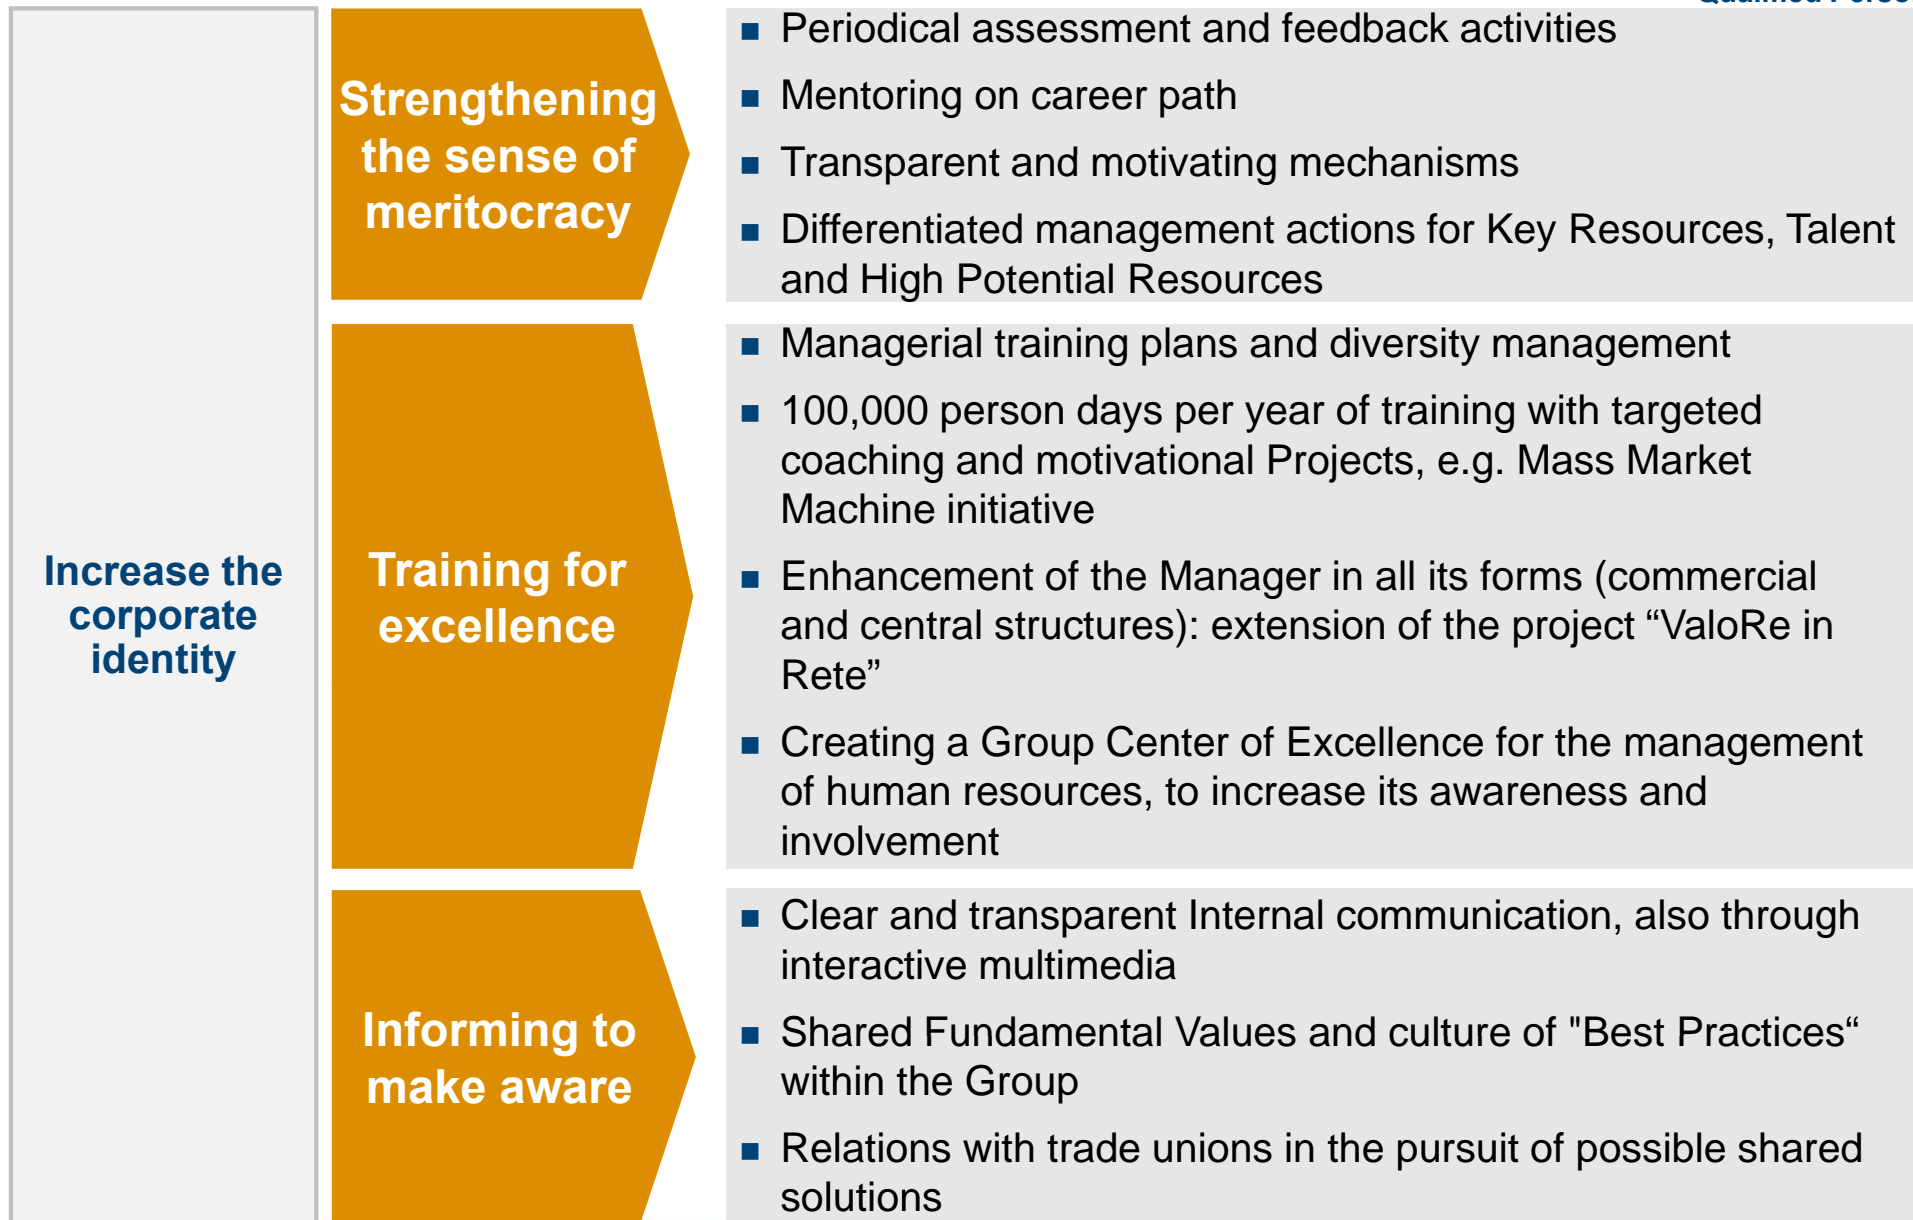 Increase the
corporate
identity
Strengthening
the sense of
meritocracy
■ Periodical assessment and feedback activities
■ Mentoring on career path
■ Transparent and motivating mechanisms
■ Differentiated management actions for Key Resources, Talent
and High Potential Resources
Training for
excellence
■ Managerial training plans and diversity management
■ 100,000 person days per year of training with targeted
coaching and motivational Projects, e.g. Mass Market
Machine initiative
■ Enhancement of the Manager in all its forms (commercial
and central structures): extension of the project “ValoRe in
Rete”
■ Creating a Group Center of Excellence for the management
of human resources, to increase its awareness and
involvement
Informing to
make aware
■ Clear and transparent Internal communication, also through
interactive multimedia
■ Shared Fundamental Values and culture of "Best Practices“
within the Group
■ Relations with trade unions in the pursuit of possible shared
solutions